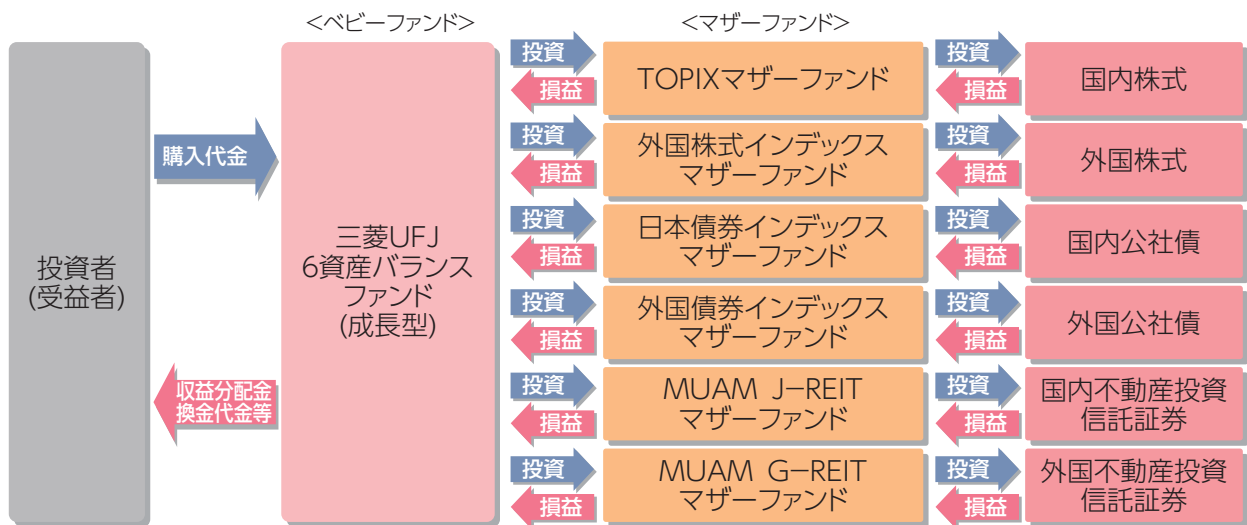 <ベビーファンド>
<マザーファンド>
投資者
(受益者)
購入代金
収益分配金
換金代金等
三菱UFJ
6資産バランス
ファンド
(成長型)
投資
損益
TOPIXマザーファンド
投資
損益
国内株式
投資
損益
外国株式インデックス
マザーファンド
投資
損益
外国株式
投資
損益
日本債券インデックス
マザーファンド
投資
損益
国内公社債
投資
損益
外国債券インデックス
マザーファンド
投資
損益
外国公社債
投資
損益
MUAM J-REIT
マザーファンド
投資
損益
国内不動産投資
信託証券
投資
損益
MUAM G-REIT
マザーファンド
投資
損益
外国不動産投資
信託証券